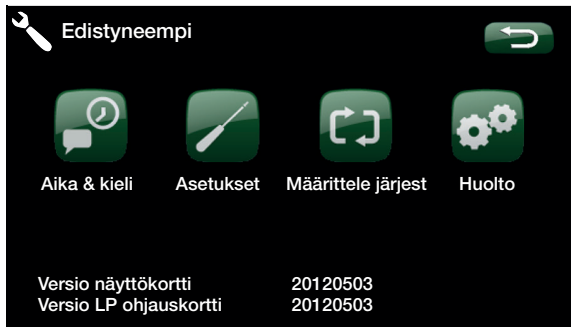 Edistyneempi
Aika & kieli Asetukset Määrittele järjest Huolto
Versio näyttökortti 20120503
Versio LP ohjauskortti 20120503